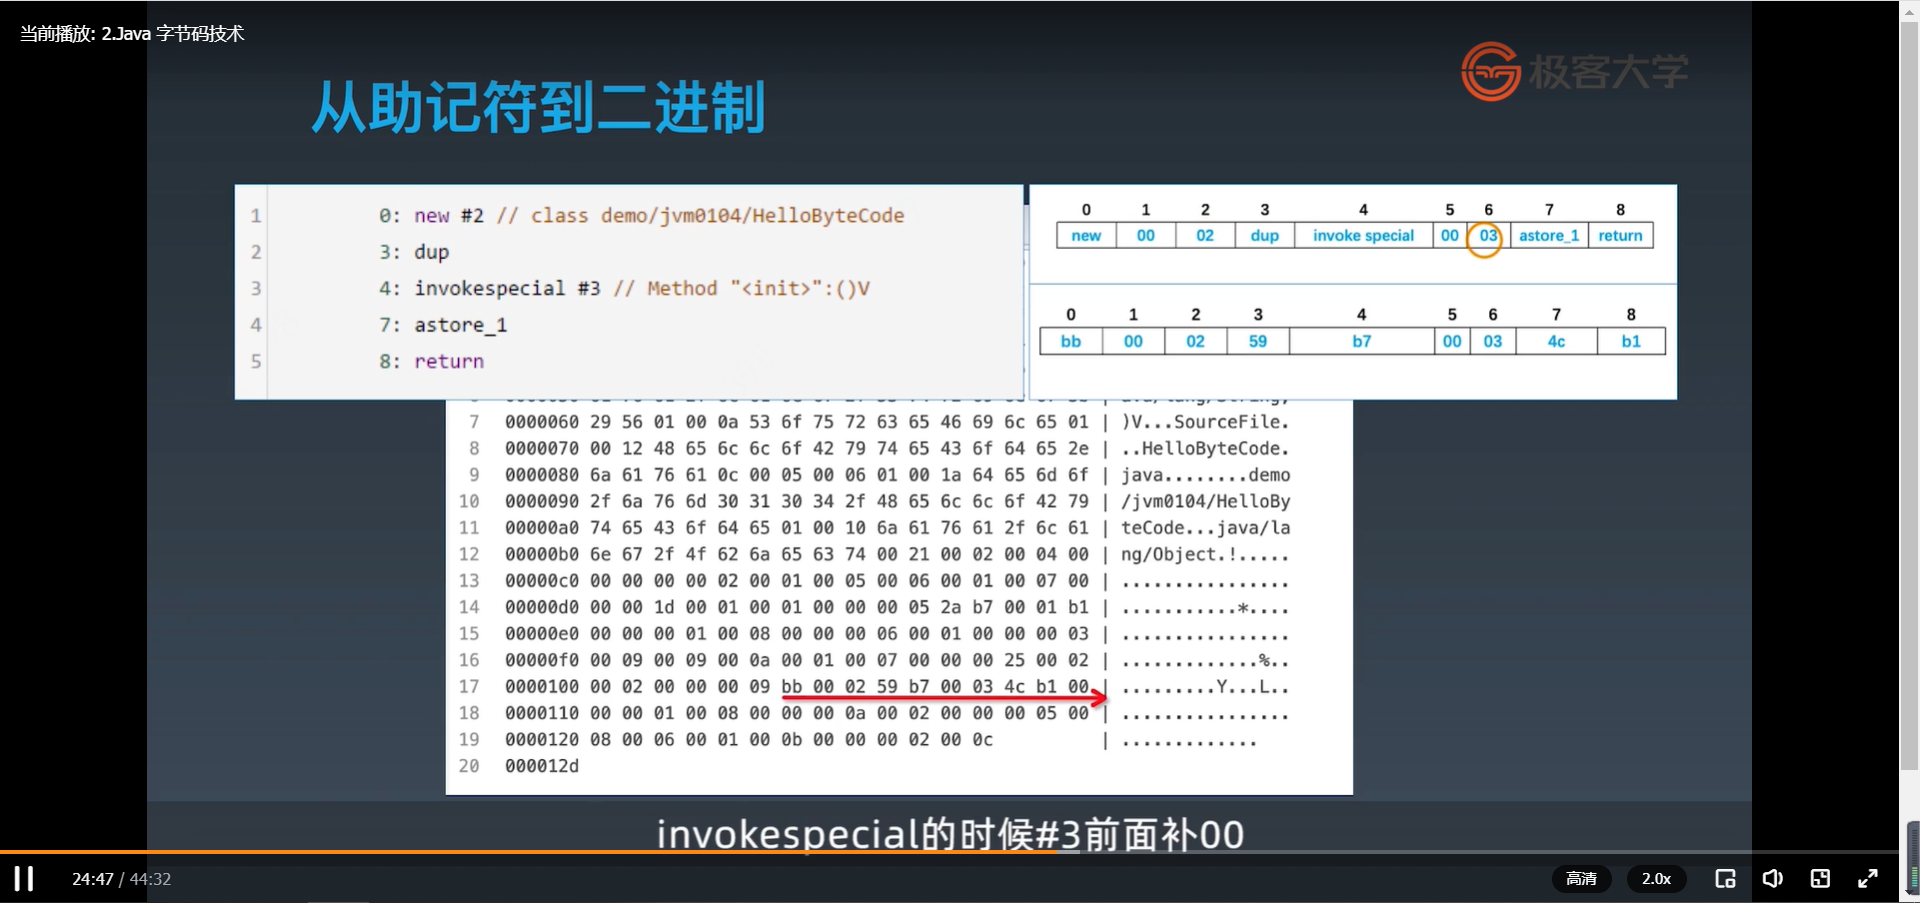 当前播放: 2.Java 字节码技术
极客大学
从助记符到二进制
1 0: new #2 // class demo/jvm0104/HelloByteCode
2 3: dup
3 4: invokespecial #3 // Method "<init>":()V
4 7: astore_1
5 8: return
0 1 2 3 4 5 6 7 8
new 00 02 dup invoke special 00 03 astore_1 return
0 1 2 3 4 5 6 7 8
bb 00 02 59 b7 00 03 4c b1
7 0000060 29 56 01 00 0a 53 6f 75 72 63 65 46 69 6c 65 01 | )V...SourceFile.
8 0000070 00 12 48 65 6c 6c 6f 42 79 74 65 43 6f 64 65 2e | ..HelloByteCode.
9 0000080 6a 61 76 61 0c 00 05 00 06 01 00 1a 64 65 6d 6f | java........demo
10 0000090 2f 6a 76 6d 30 31 30 34 2f 48 65 6c 6c 6f 42 79 | /jvm0104/HelloBy
11 00000a0 74 65 43 6f 64 65 01 00 10 6a 61 76 61 2f 6c 61 | teCode...java/la
12 00000b0 6e 67 2f 4f 62 6a 65 63 74 00 21 00 02 00 04 00 | ng/Object.!.....
13 00000c0 00 00 00 00 02 00 01 00 05 00 06 00 01 00 07 00 | ................
14 00000d0 00 00 1d 00 01 00 01 00 00 00 05 2a b7 00 01 b1 | ...........*....
15 00000e0 00 00 00 01 00 08 00 00 00 06 00 01 00 00 00 03 | ................
16 00000f0 00 09 00 09 00 0a 00 01 00 07 00 00 00 25 00 02 | .............%..
17 0000100 00 02 00 00 00 09 bb 00 02 59 b7 00 03 4c b1 00 | .........Y...L..
18 0000110 00 00 01 00 08 00 00 00 0a 00 02 00 00 00 05 00 | ................
19 0000120 08 00 06 00 01 00 0b 00 00 00 02 00 0c | .............
20 000012d
invokespecial的时候#3前面补00
24:47 / 44:32
高清
2.0x